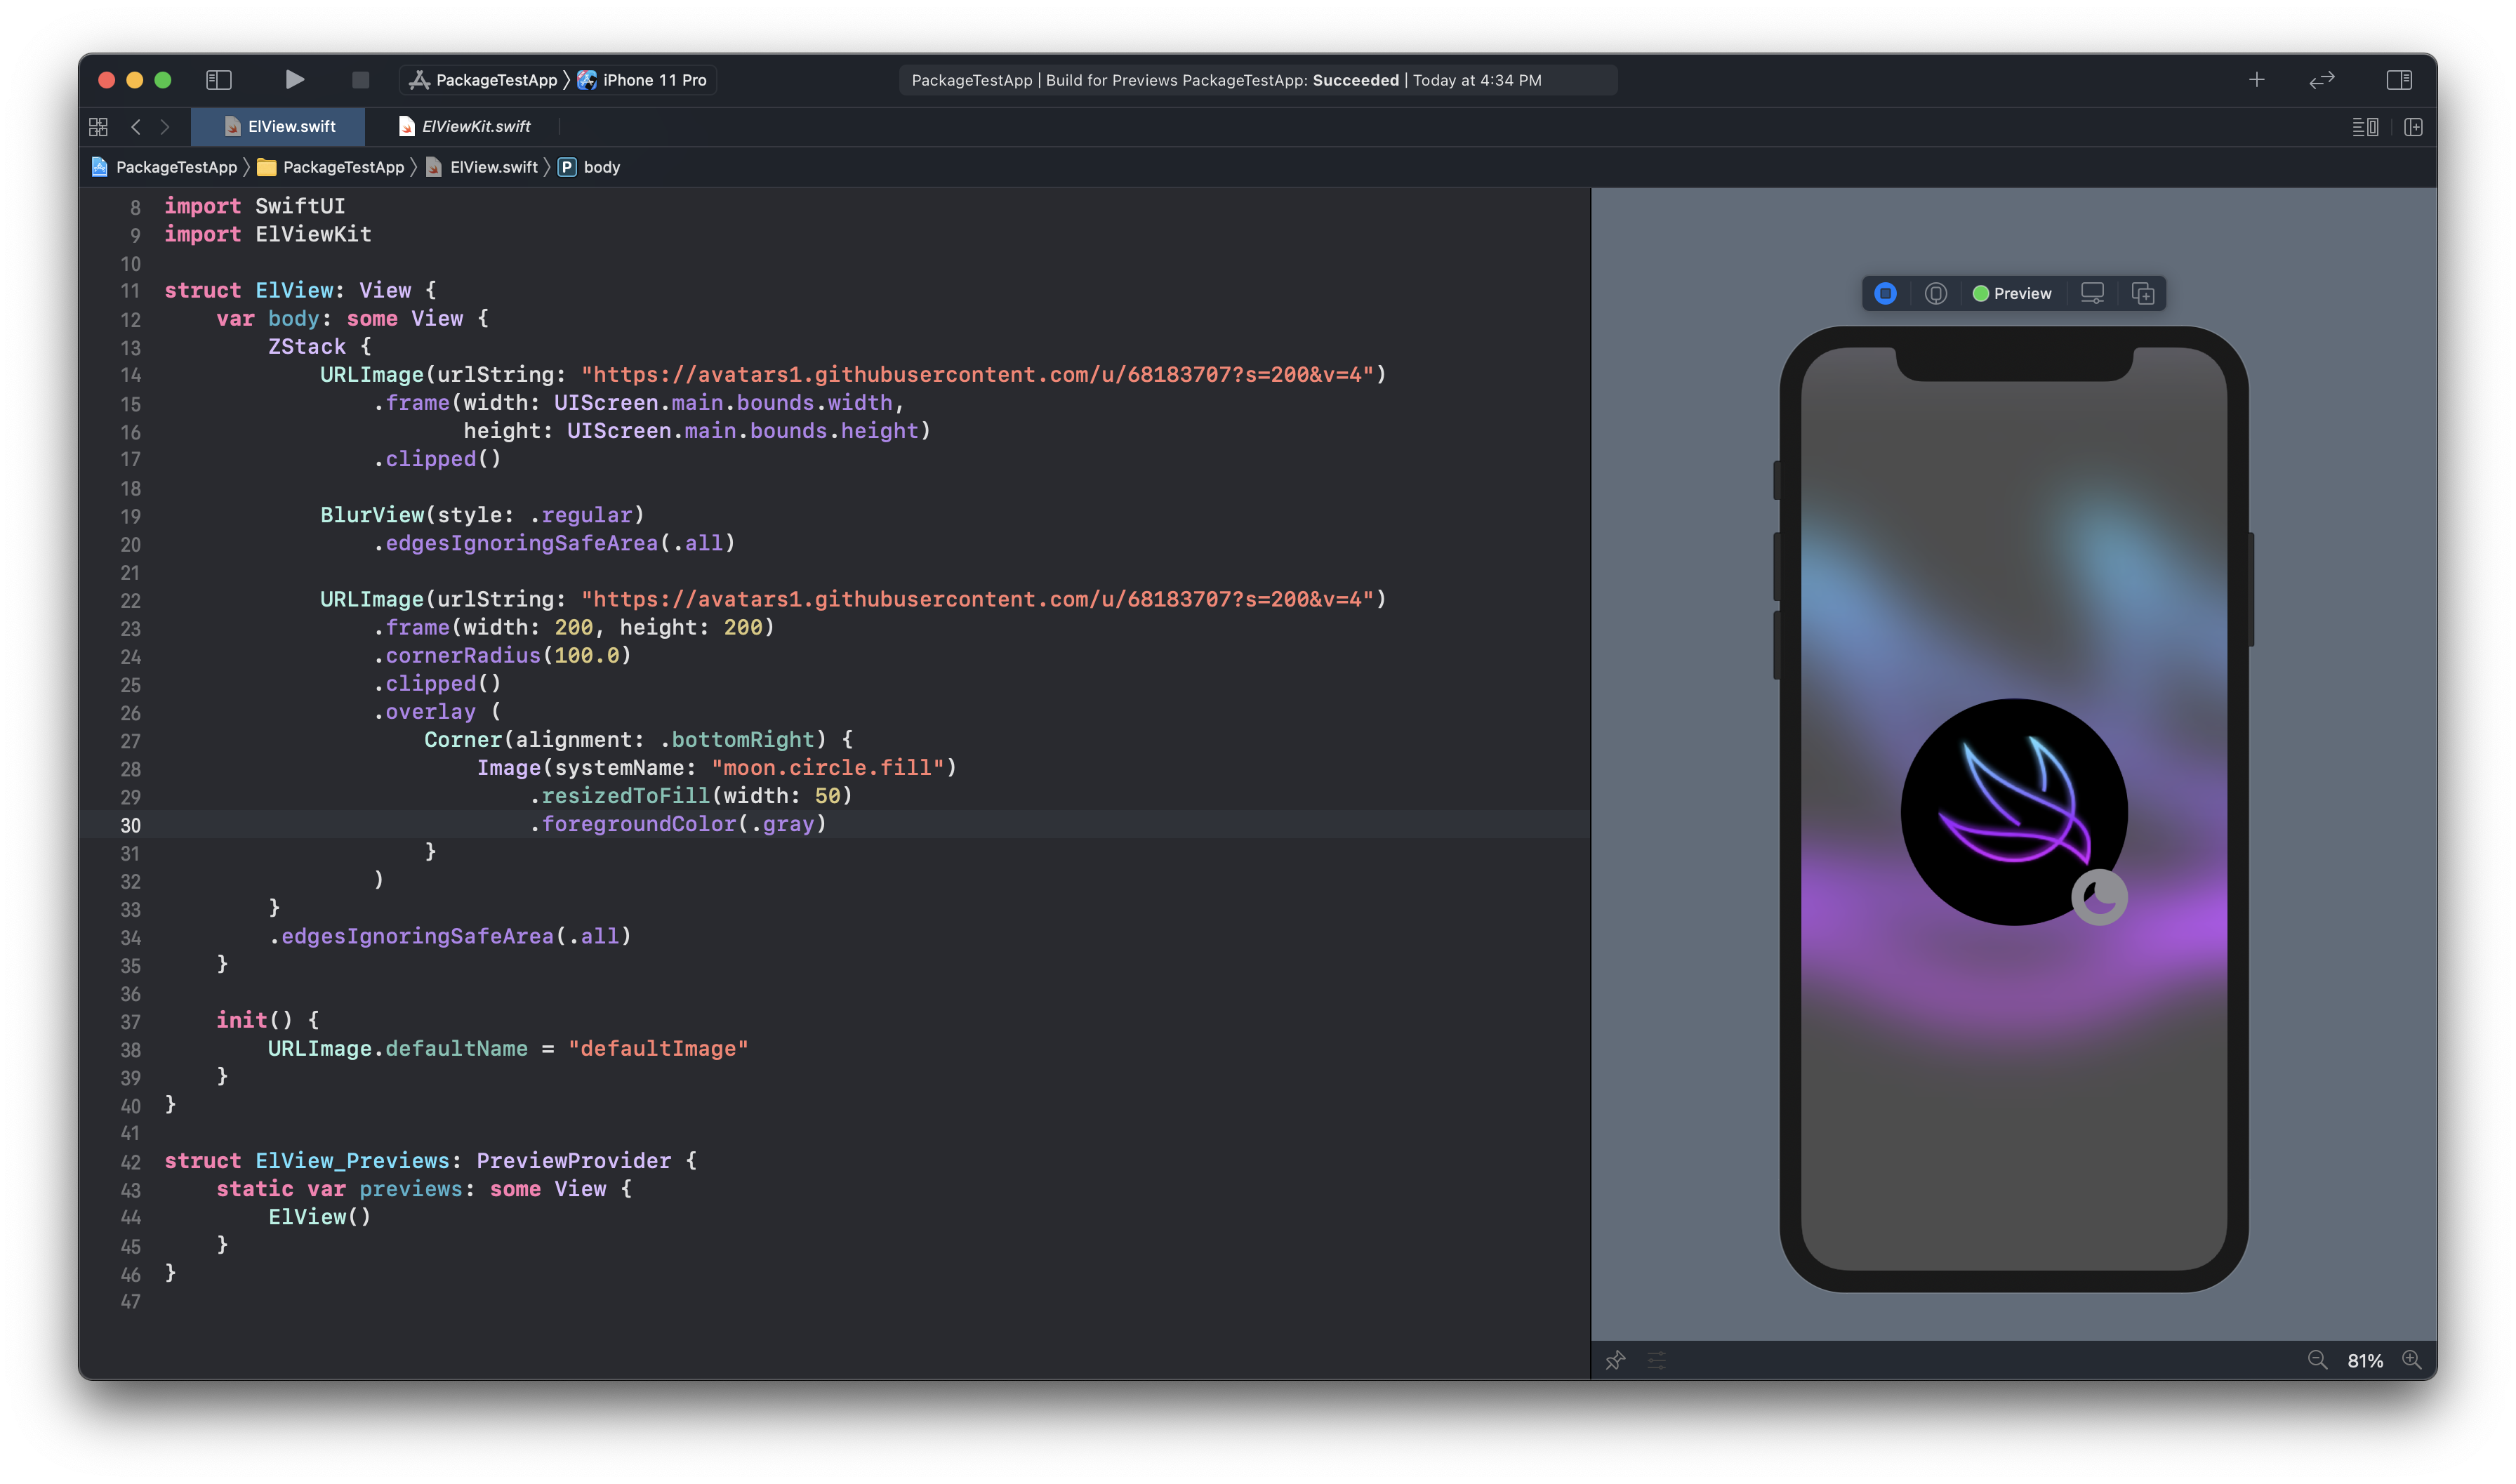 PackageTestApp 〉 iPhone 11 Pro
PackageTestApp | Build for Previews PackageTestApp: Succeeded | Today at 4:34 PM
ElView.swift
ElViewKit.swift
PackageTestApp 〉 PackageTestApp 〉 ElView.swift 〉 P body
8 import SwiftUI
9 import ElViewKit
10
11 struct ElView: View {
12     var body: some View {
13         ZStack {
14             URLImage(urlString: "https://avatars1.githubusercontent.com/u/68183707?s=200&v=4")
15                 .frame(width: UIScreen.main.bounds.width,
16                        height: UIScreen.main.bounds.height)
17                 .clipped()
18
19             BlurView(style: .regular)
20                 .edgesIgnoringSafeArea(.all)
21
22             URLImage(urlString: "https://avatars1.githubusercontent.com/u/68183707?s=200&v=4")
23                 .frame(width: 200, height: 200)
24                 .cornerRadius(100.0)
25                 .clipped()
26                 .overlay (
27                     Corner(alignment: .bottomRight) {
28                         Image(systemName: "moon.circle.fill")
29                             .resizedToFill(width: 50)
30                             .foregroundColor(.gray)
31                     }
32                 )
33         }
34         .edgesIgnoringSafeArea(.all)
35     }
36
37     init() {
38         URLImage.defaultName = "defaultImage"
39     }
40 }
41
42 struct ElView_Previews: PreviewProvider {
43     static var previews: some View {
44         ElView()
45     }
46 }
47
Preview
81%